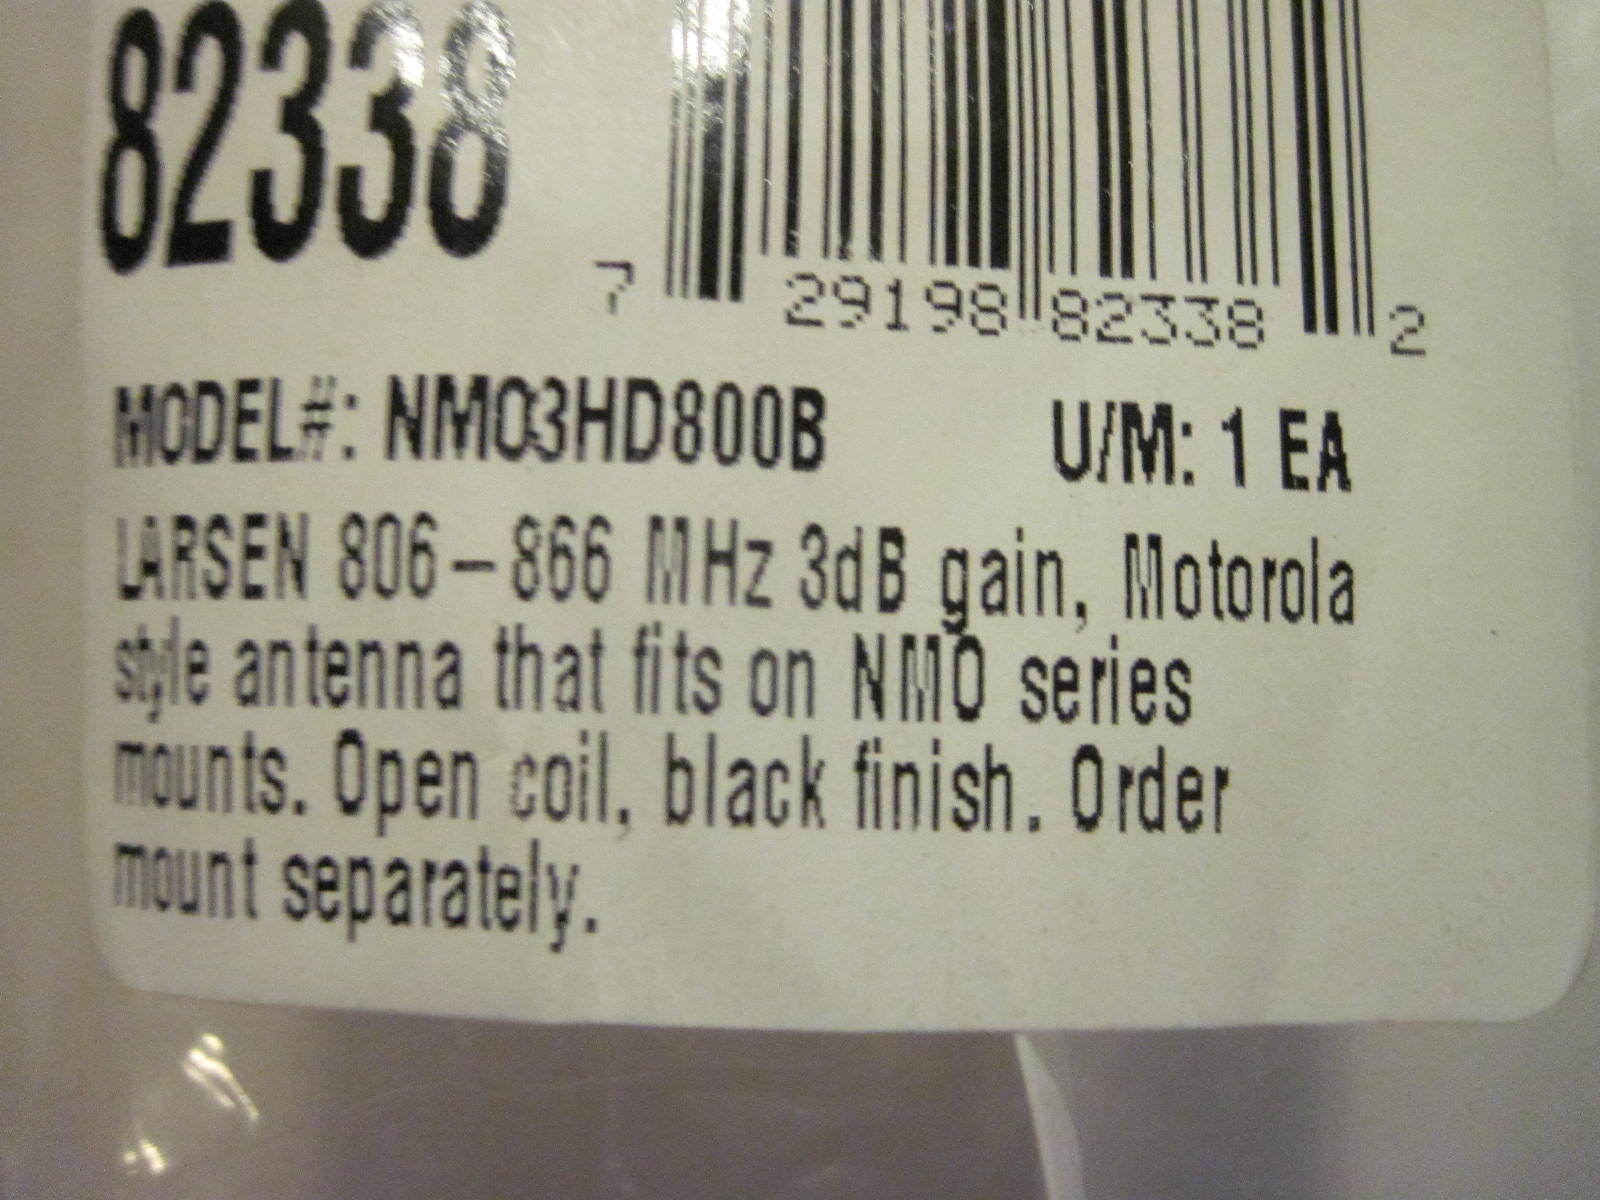 82338
7 29198 82338 2
MODEL#: NMO3HD800B U/M: 1 EA
LARSEN 806-866 MHz 3dB gain, Motorola
style antenna that fits on NMO series
mounts. Open coil, black finish. Order
mount separately.